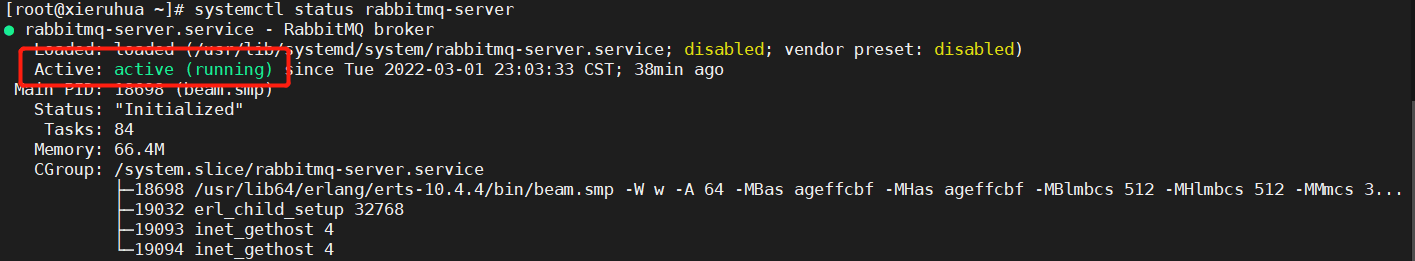 [root@xieruhua ~]# systemctl status rabbitmq-server
● rabbitmq-server.service - RabbitMQ broker
Loaded: loaded (/usr/lib/systemd/system/rabbitmq-server.service; disabled; vendor preset: disabled)
Active: active (running) since Tue 2022-03-01 23:03:33 CST; 38min ago
Main PID: 18698 (beam.smp)
Status: "Initialized"
Tasks: 84
Memory: 66.4M
CGroup: /system.slice/rabbitmq-server.service
├─18698 /usr/lib64/erlang/erts-10.4.4/bin/beam.smp -W w -A 64 -MBas ageffcbf -MHas ageffcbf -MBlmbcs 512 -MHlmbcs 512 -MMmcs 3...
├─19032 erl_child_setup 32768
├─19093 inet_gethost 4
└─19094 inet_gethost 4